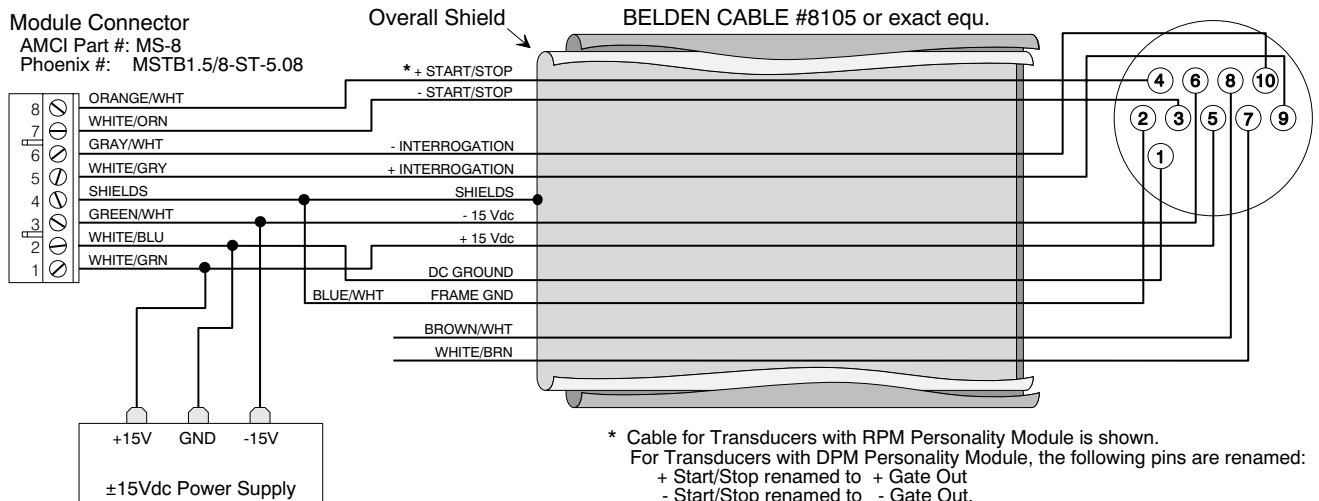 Module Connector
AMCI Part #: MS-8
Phoenix #: MSTB1.5/8-ST-5.08
Overall Shield
BELDEN CABLE #8105 or exact equ.
* + START/STOP
- START/STOP
- INTERROGATION
+ INTERROGATION
SHIELDS
- 15 Vdc
+ 15 Vdc
DC GROUND
BLUE/WHT FRAME GND
BROWN/WHT
WHITE/BRN
8 ORANGE/WHT
7 WHITE/ORN
6 GRAY/WHT
5 WHITE/GRY
4 SHIELDS
3 GREEN/WHT
2 WHITE/BLU
1 WHITE/GRN
4 6 8 10
2 3 5 7 9
1
+15V GND -15V
±15Vdc Power Supply
* Cable for Transducers with RPM Personality Module is shown.
For Transducers with DPM Personality Module, the following pins are renamed:
+ Start/Stop renamed to + Gate Out
- Start/Stop renamed to - Gate Out.